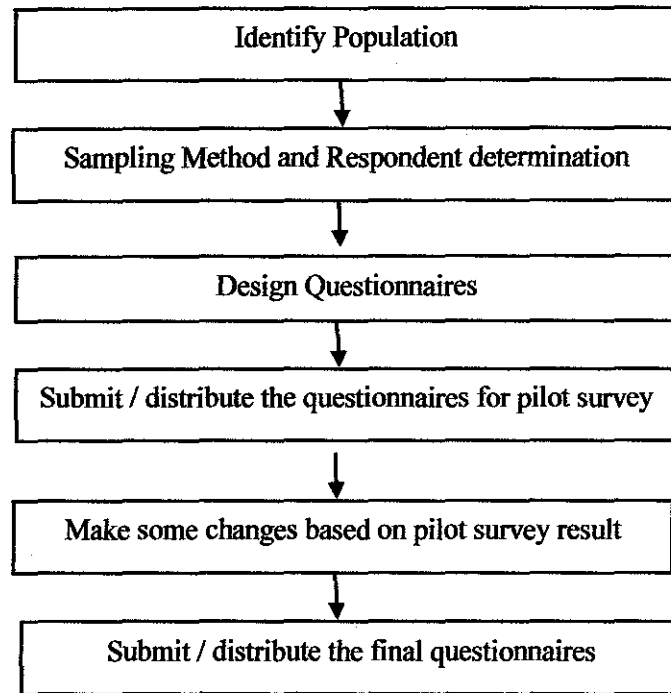 Identify Population
Sampling Method and Respondent determination
Design Questionnaires
Submit / distribute the questionnaires for pilot survey
Make some changes based on pilot survey result
Submit / distribute the final questionnaires